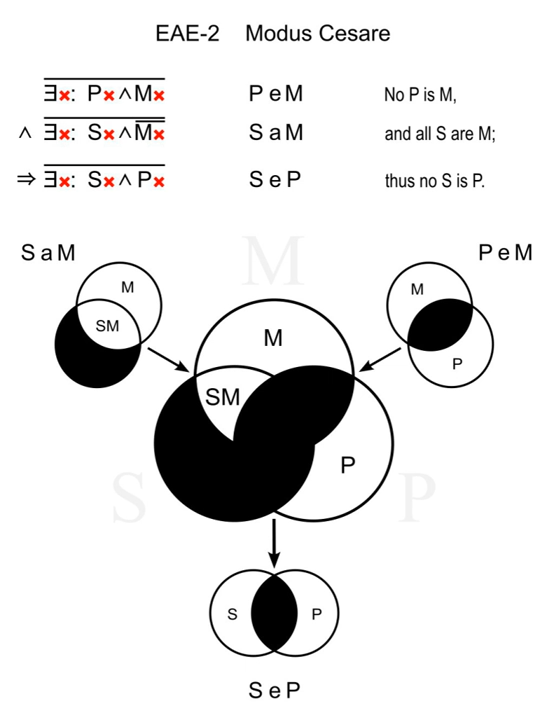 EAE-2 Modus Cesare
∃x: Px ∧ Mx PeM No P is M,
∧ ∃x: Sx ∧ Mx SaM and all S are M;
⇒ ∃x: Sx ∧ Px SeP thus no S is P.
SaM
M
PeM
M
SM
M
P
M
SM
P
S
P
S
P
SeP